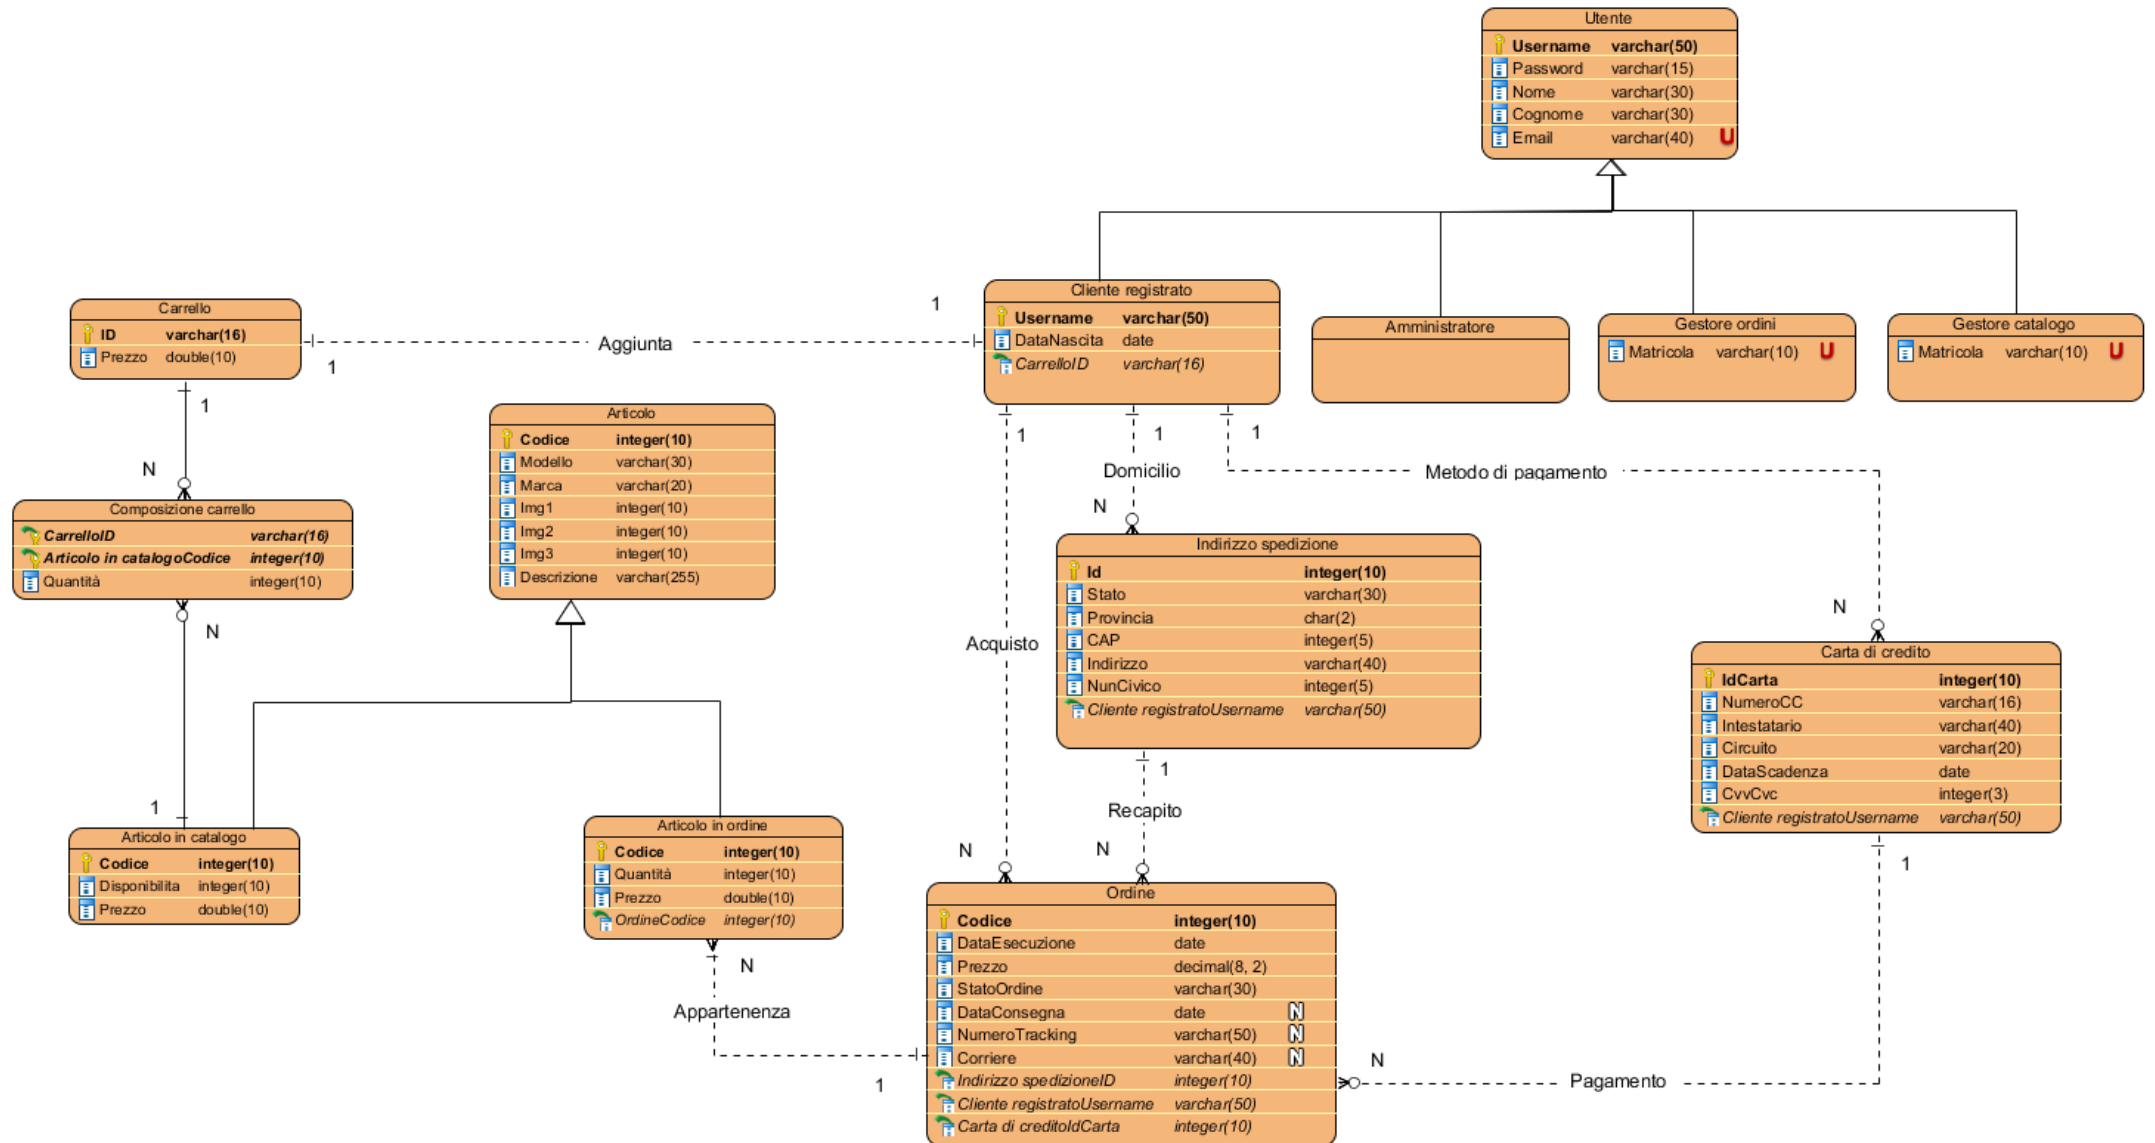 Utente
Username varchar(50)
Password varchar(15)
Nome varchar(30)
Cognome varchar(30)
Email varchar(40) U
Carrello
ID varchar(16)
Prezzo double(10)
1
Aggiunta
1
Cliente registrato
Username varchar(50)
DataNascita date
CarrelloID varchar(16)
Amministratore
Gestore ordini
Matricola varchar(10) U
Gestore catalogo
Matricola varchar(10) U
1
N
Composizione carrello
CarrelloID varchar(16)
Articolo in catalogoCodice integer(10)
Quantità integer(10)
N
1
Articolo
Codice integer(10)
Modello varchar(30)
Marca varchar(20)
Img1 integer(10)
Img2 integer(10)
Img3 integer(10)
Descrizione varchar(255)
1
Acquisto
N
1
Domicilio
N
1
Metodo di pagamento
N
Indirizzo spedizione
Id integer(10)
Stato varchar(30)
Provincia char(2)
CAP integer(5)
Indirizzo varchar(40)
NunCivico integer(5)
Cliente registratoUsername varchar(50)
1
Recapito
N
Carta di credito
IdCarta integer(10)
NumeroCC varchar(16)
Intestatario varchar(40)
Circuito varchar(20)
DataScadenza date
CvvCvc integer(3)
Cliente registratoUsername varchar(50)
1
Articolo in catalogo
Codice integer(10)
Disponibilita integer(10)
Prezzo double(10)
Articolo in ordine
Codice integer(10)
Quantità integer(10)
Prezzo double(10)
OrdineCodice integer(10)
N
Appartenenza
1
Ordine
Codice integer(10)
DataEsecuzione date
Prezzo decimal(8, 2)
StatoOrdine varchar(30)
DataConsegna date N
NumeroTracking varchar(50) N
Corriere varchar(40) N
Indirizzo spedizioneID integer(10)
Cliente registratoUsername varchar(50)
Carta di creditoIdCarta integer(10)
N
Pagamento